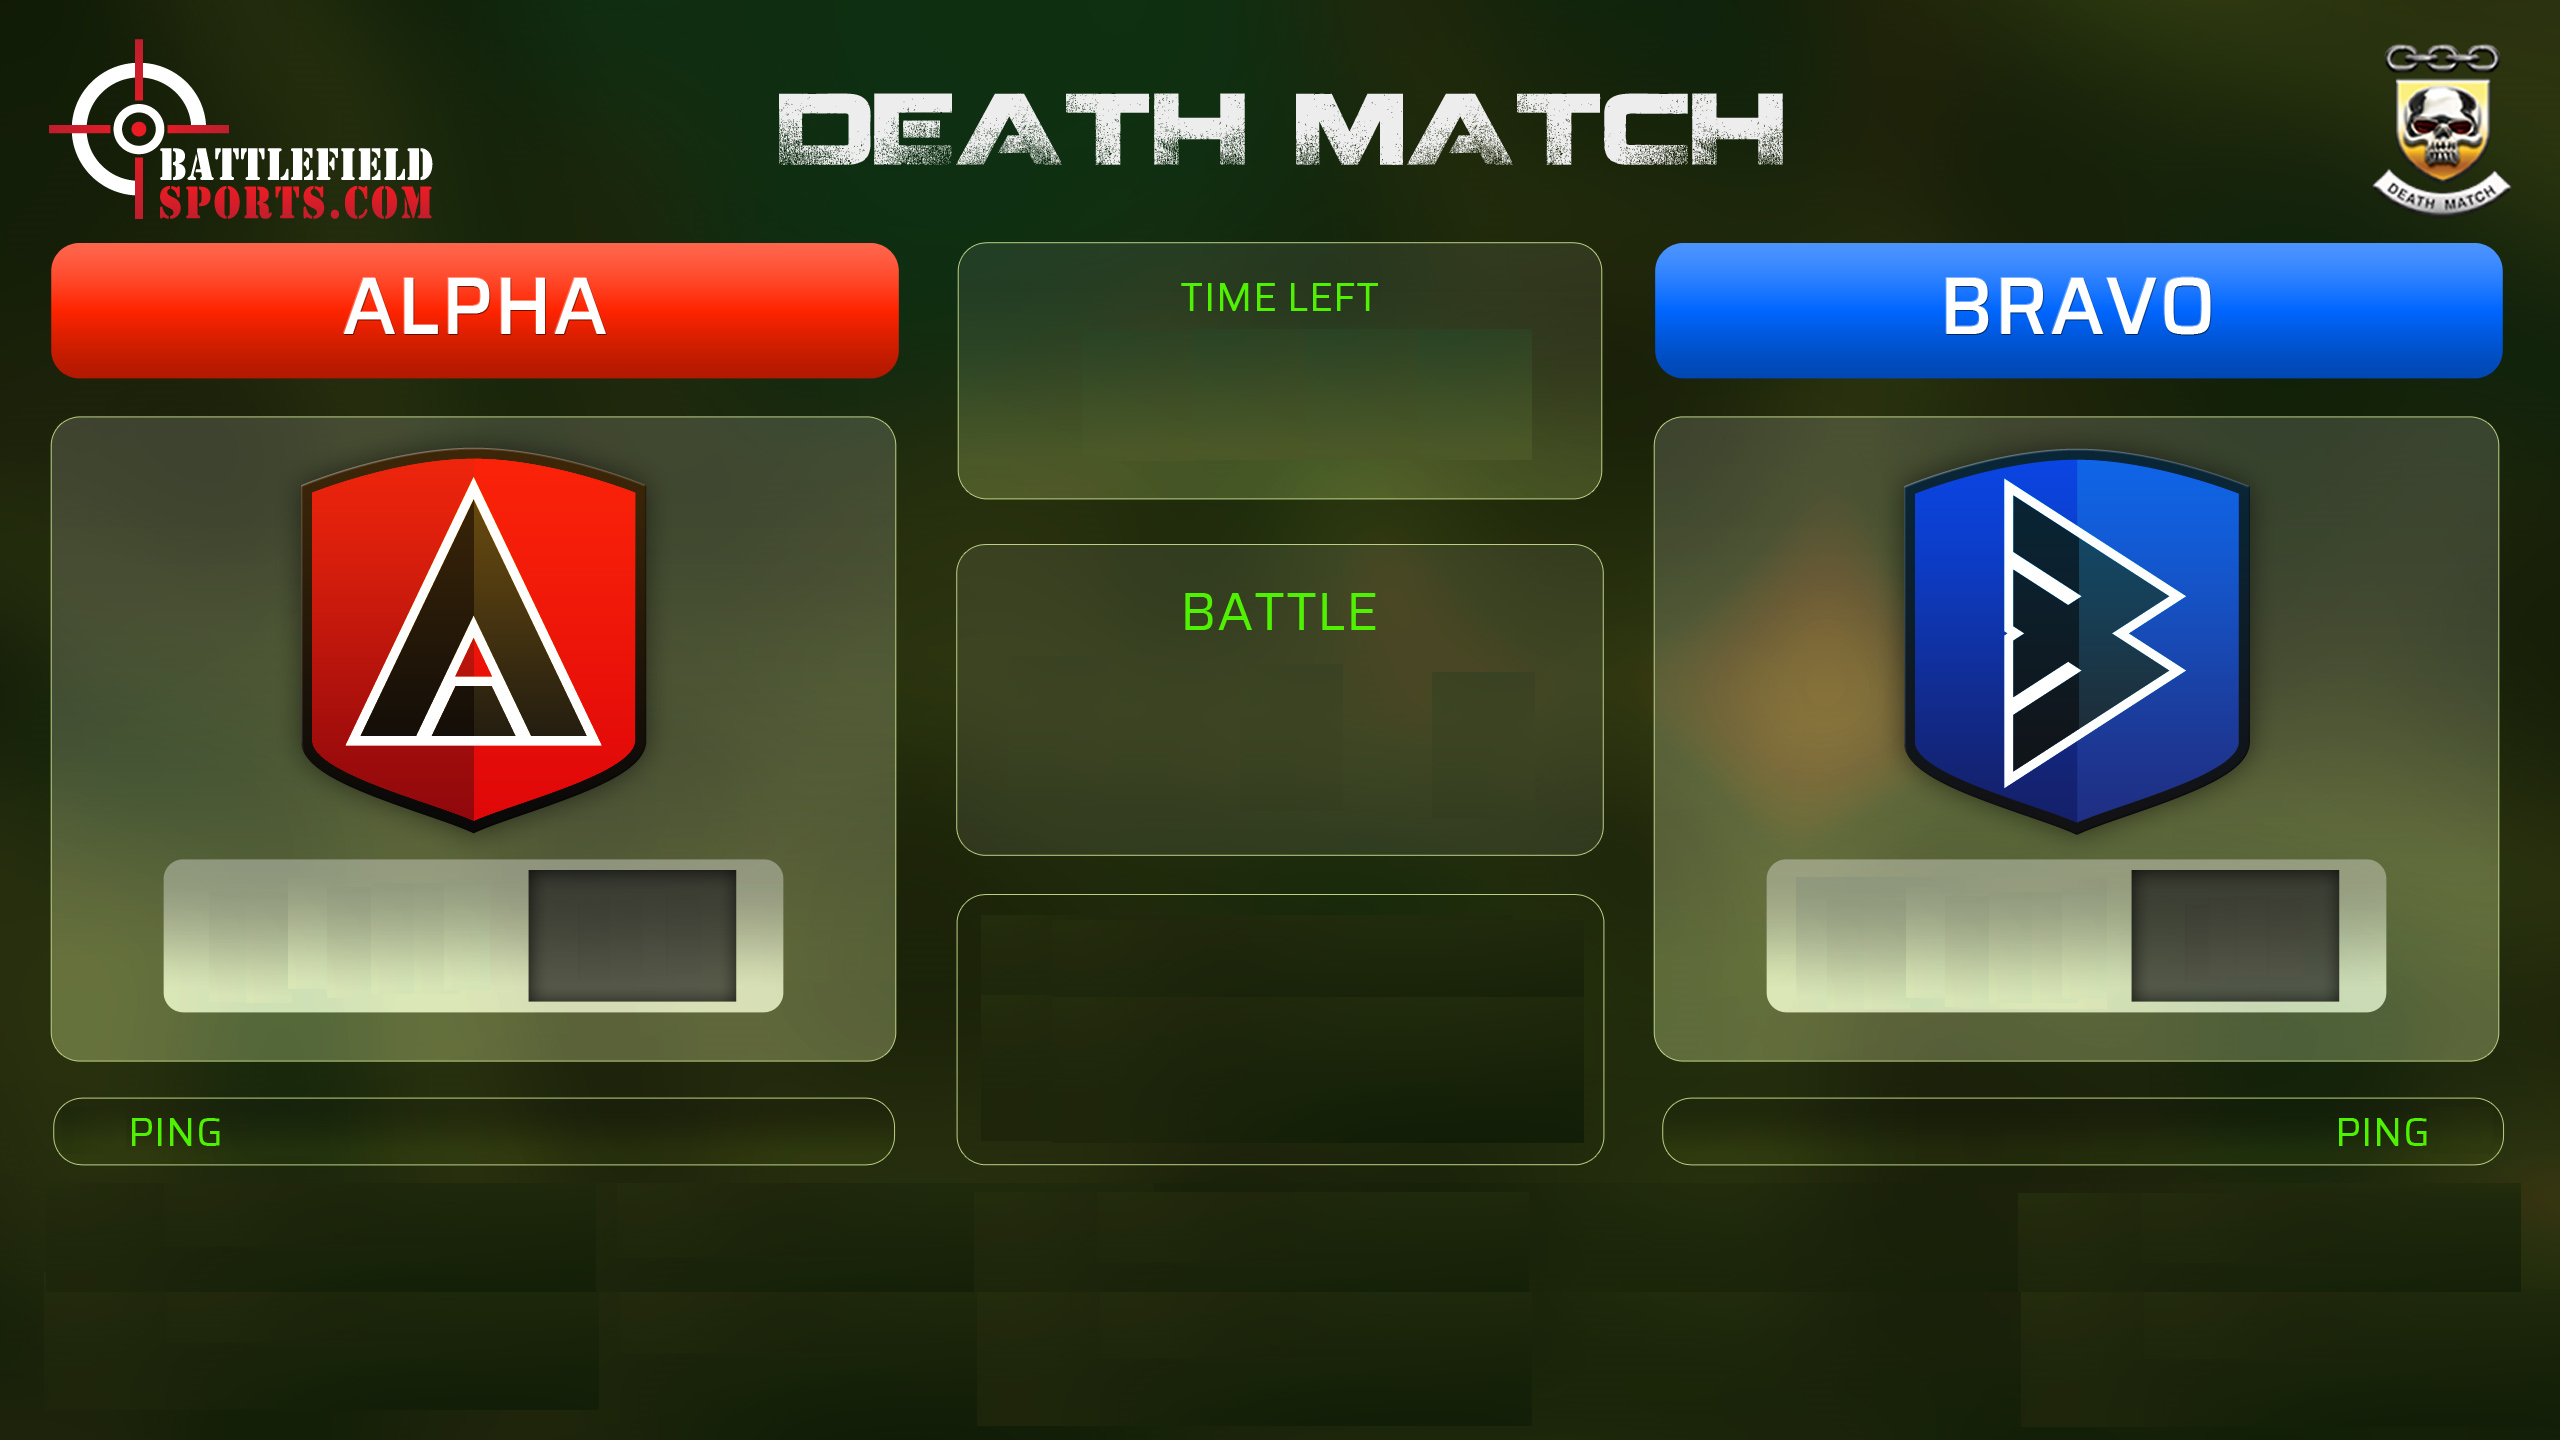 BATTLEFIELD
SPORTS.COM
DEATH MATCH
DEATH MATCH
ALPHA
TIME LEFT
BRAVO
BATTLE
PING
PING